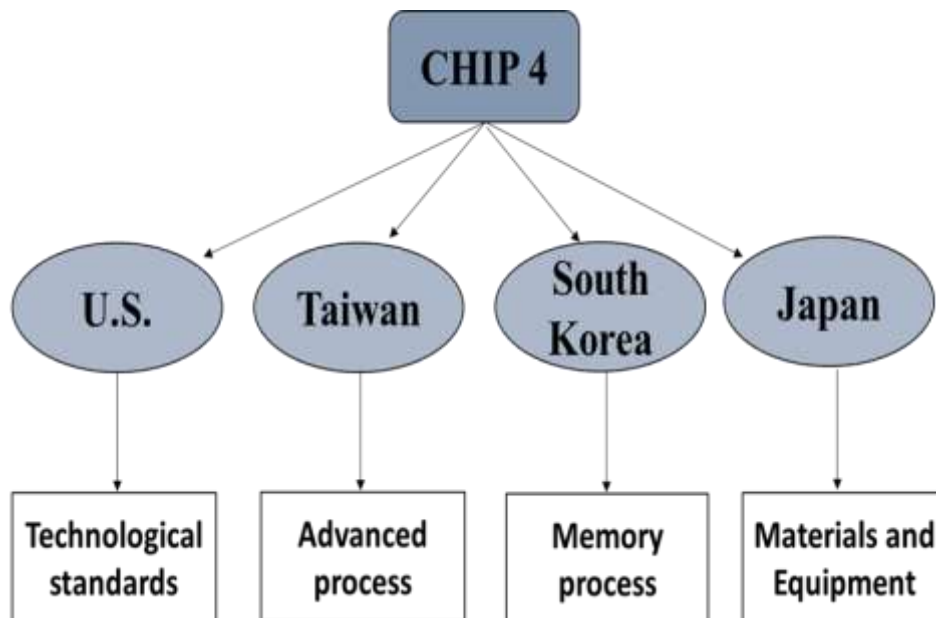 CHIP 4
U.S.
Taiwan
South
Korea
Japan
Technological
standards
Advanced
process
Memory
process
Materials and
Equipment